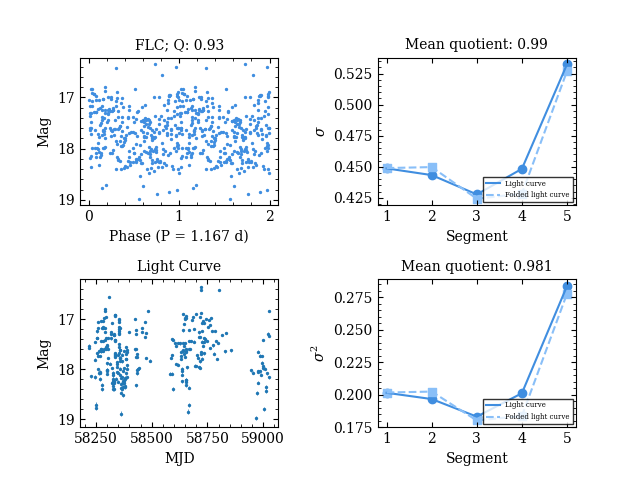 FLC; Q: 0.93
Mag
17
18
19
0
1
2
Phase (P = 1.167 d)
Mean quotient: 0.99
σ
0.525
0.500
0.475
0.450
0.425
Light curve
Folded light curve
1
2
3
4
5
Segment
Light Curve
Mag
17
18
19
58250
58500
58750
59000
MJD
Mean quotient: 0.981
σ²
0.275
0.250
0.225
0.200
0.175
Light curve
Folded light curve
1
2
3
4
5
Segment